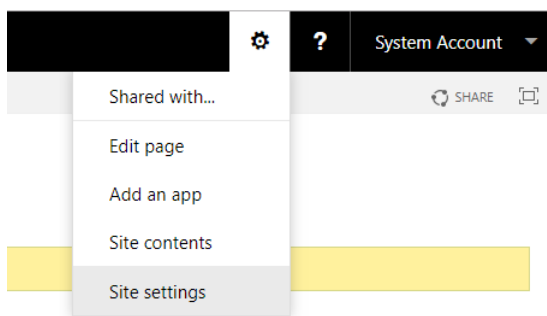 ? System Account
Shared with...
SHARE
Edit page
Add an app
Site contents
Site settings